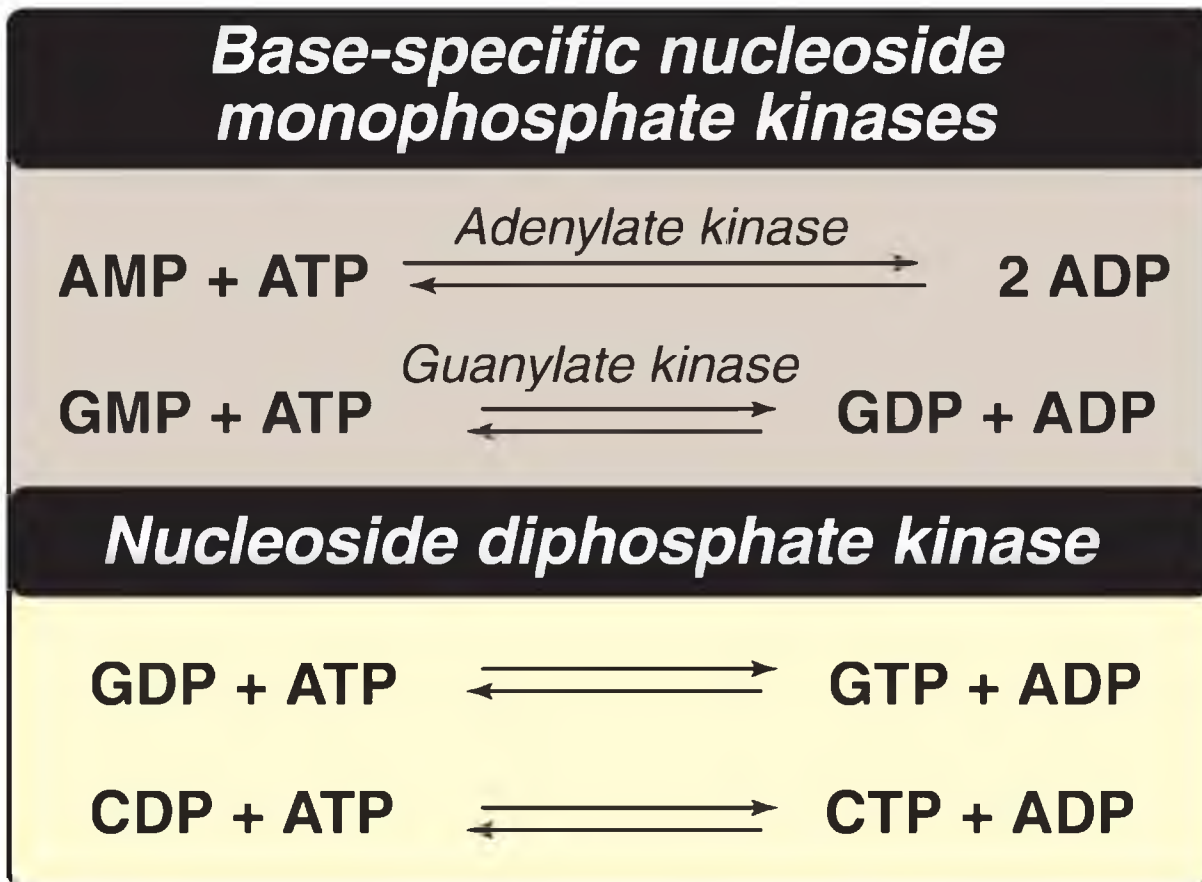 Base-specific nucleoside
monophosphate kinases
Adenylate kinase
AMP + ATP 2 ADP
Guanylate kinase
GMP + ATP GDP + ADP
Nucleoside diphosphate kinase
GDP + ATP GTP + ADP
CDP + ATP CTP + ADP